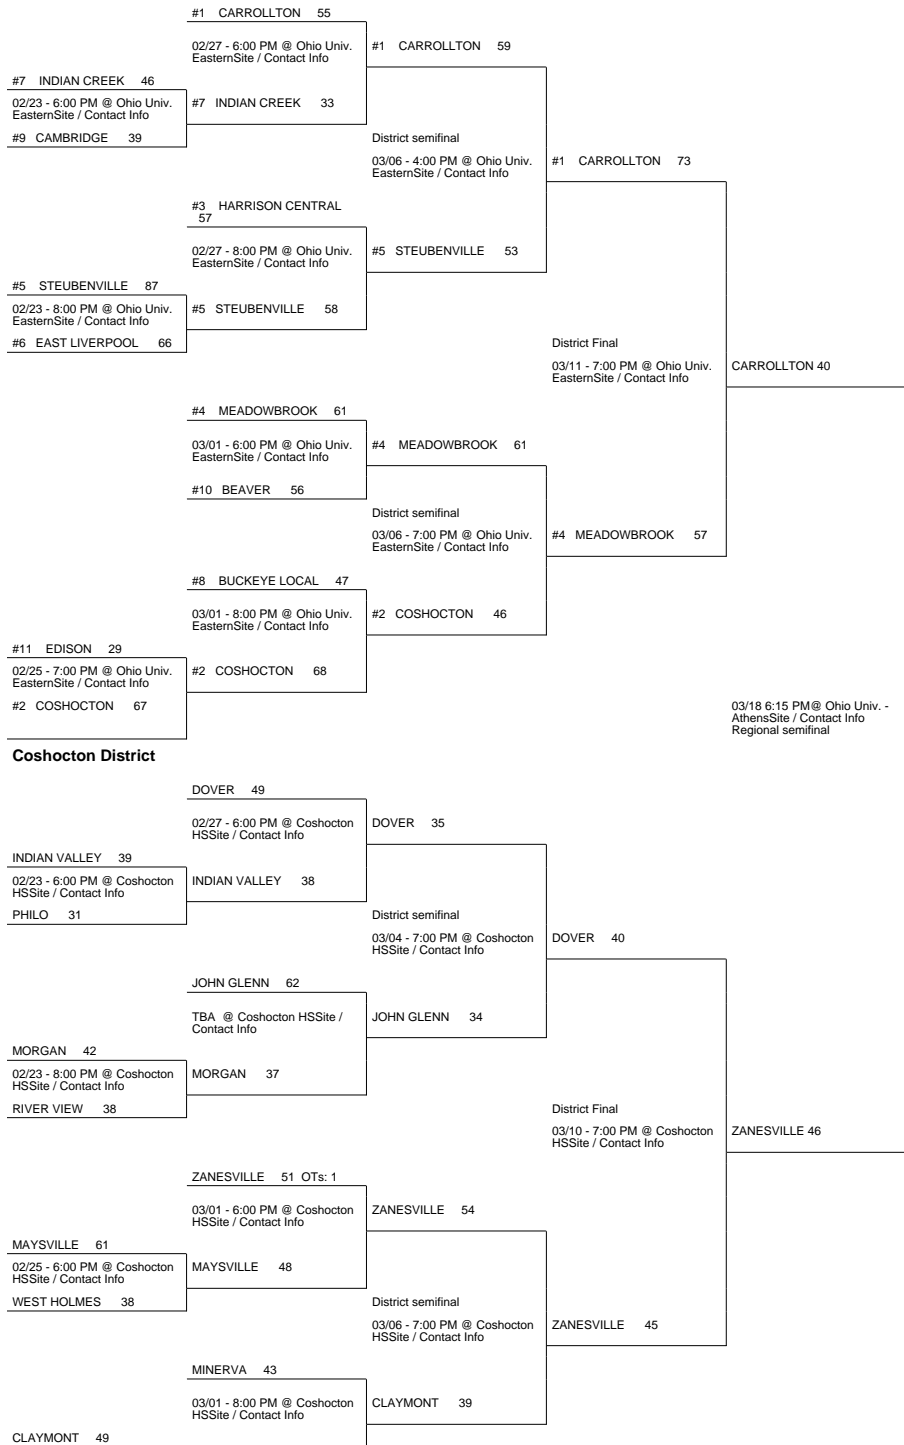 #1 CARROLLTON 55
02/27 - 6:00 PM @ Ohio Univ.
EasternSite / Contact Info
#1 CARROLLTON 59
#7 INDIAN CREEK 46
02/23 - 6:00 PM @ Ohio Univ.
EasternSite / Contact Info
#7 INDIAN CREEK 33
#9 CAMBRIDGE 39
District semifinal
03/06 - 4:00 PM @ Ohio Univ.
EasternSite / Contact Info
#1 CARROLLTON 73
#3 HARRISON CENTRAL
57
02/27 - 8:00 PM @ Ohio Univ.
EasternSite / Contact Info
#5 STEUBENVILLE 53
#5 STEUBENVILLE 87
02/23 - 8:00 PM @ Ohio Univ.
EasternSite / Contact Info
#5 STEUBENVILLE 58
#6 EAST LIVERPOOL 66
District Final
03/11 - 7:00 PM @ Ohio Univ.
EasternSite / Contact Info
CARROLLTON 40
#4 MEADOWBROOK 61
03/01 - 6:00 PM @ Ohio Univ.
EasternSite / Contact Info
#4 MEADOWBROOK 61
#10 BEAVER 56
District semifinal
03/06 - 7:00 PM @ Ohio Univ.
EasternSite / Contact Info
#4 MEADOWBROOK 57
#8 BUCKEYE LOCAL 47
03/01 - 8:00 PM @ Ohio Univ.
EasternSite / Contact Info
#2 COSHOCTON 46
#11 EDISON 29
02/25 - 7:00 PM @ Ohio Univ.
EasternSite / Contact Info
#2 COSHOCTON 68
#2 COSHOCTON 67
03/18 6:15 PM@ Ohio Univ. -
AthensSite / Contact Info
Regional semifinal
Coshocton District
DOVER 49
02/27 - 6:00 PM @ Coshocton
HSSite / Contact Info
DOVER 35
INDIAN VALLEY 39
02/23 - 6:00 PM @ Coshocton
HSSite / Contact Info
INDIAN VALLEY 38
PHILO 31
District semifinal
03/04 - 7:00 PM @ Coshocton
HSSite / Contact Info
DOVER 40
JOHN GLENN 62
TBA @ Coshocton HSSite /
Contact Info
JOHN GLENN 34
MORGAN 42
02/23 - 8:00 PM @ Coshocton
HSSite / Contact Info
MORGAN 37
RIVER VIEW 38
District Final
03/10 - 7:00 PM @ Coshocton
HSSite / Contact Info
ZANESVILLE 46
ZANESVILLE 51 OTs: 1
03/01 - 6:00 PM @ Coshocton
HSSite / Contact Info
ZANESVILLE 54
MAYSVILLE 61
02/25 - 6:00 PM @ Coshocton
HSSite / Contact Info
MAYSVILLE 48
WEST HOLMES 38
District semifinal
03/06 - 7:00 PM @ Coshocton
HSSite / Contact Info
ZANESVILLE 45
MINERVA 43
03/01 - 8:00 PM @ Coshocton
HSSite / Contact Info
CLAYMONT 39
CLAYMONT 49